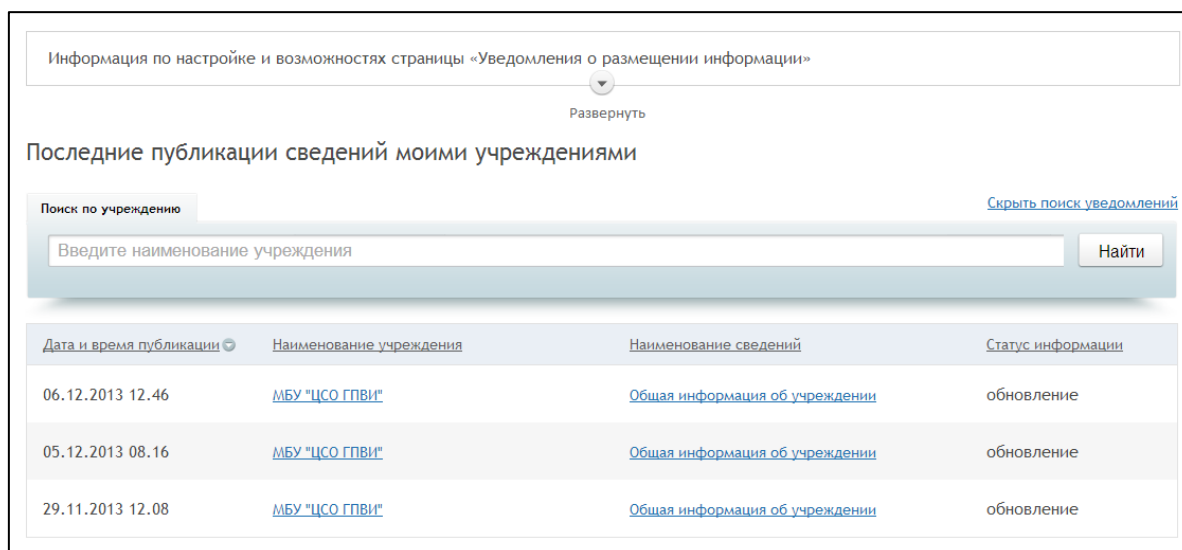 Информация по настройке и возможностях страницы «Уведомления о размещении информации»
Развернуть
Последние публикации сведений моими учреждениями
Поиск по учреждению
Скрыть поиск уведомлений
Введите наименование учреждения
Найти
Дата и время публикации Наименование учреждения Наименование сведений Статус информации
06.12.2013 12.46 МБУ "ЦСО ГПВИ" Общая информация об учреждении обновление
05.12.2013 08.16 МБУ "ЦСО ГПВИ" Общая информация об учреждении обновление
29.11.2013 12.08 МБУ "ЦСО ГПВИ" Общая информация об учреждении обновление